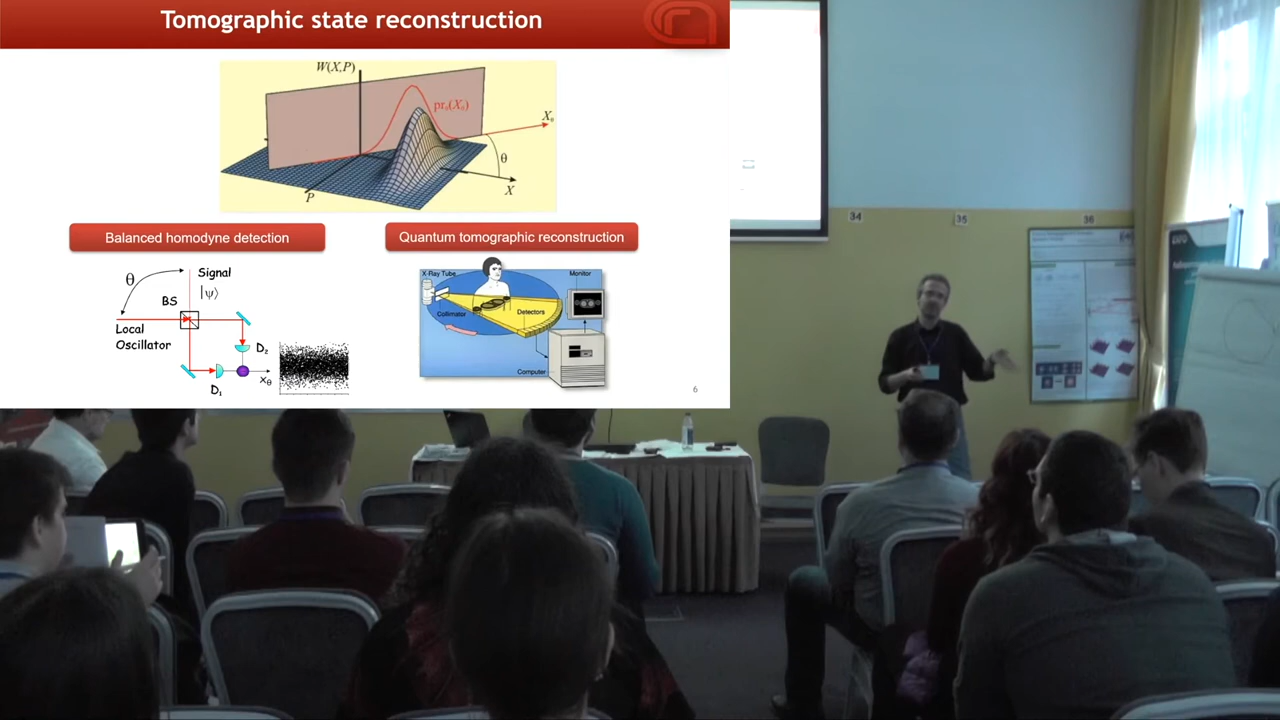 Tomographic state reconstruction
W(X,P)
prθ(Xθ)
Xθ
θ
X
P
Balanced homodyne detection
Quantum tomographic reconstruction
θ
Signal
|ψ⟩
BS
Local
Oscillator
D₂
D₁
xθ
X-Ray Tube
Monitor
Collimator
Detectors
Computer
6
34
35
36